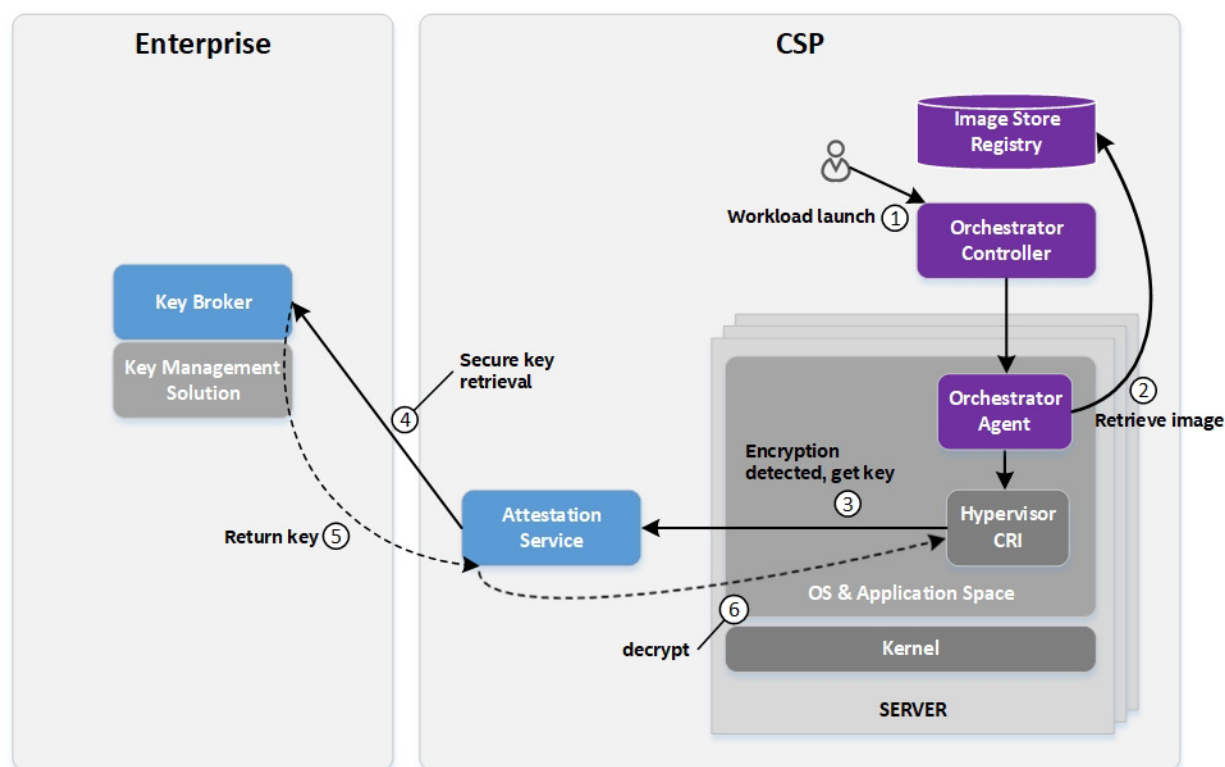 Enterprise
CSP
Image Store
Registry
Workload launch 1
Orchestrator
Controller
Key Broker
Key Management
Solution
Secure key
retrieval
4
Orchestrator
Agent
2
Retrieve image
Encryption
detected, get key
3
Hypervisor
CRI
Attestation
Service
Return key 5
OS & Application Space
6
decrypt
Kernel
SERVER